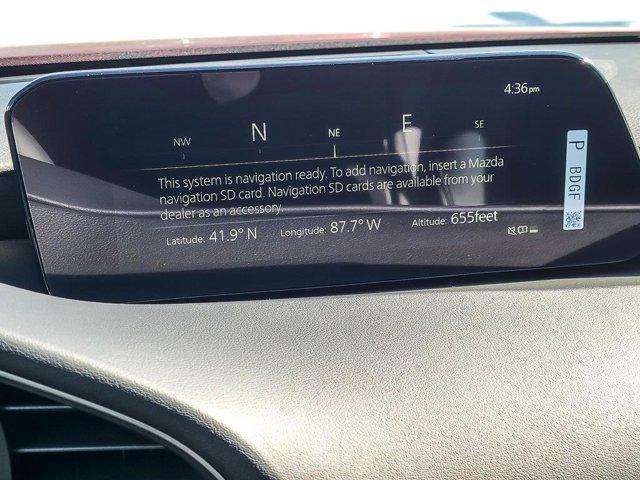 4:36pm
NW N NE E SE
This system is navigation ready. To add navigation, insert a Mazda
navigation SD card. Navigation SD cards are available from your
dealer as an accessory.
Latitude: 41.9° N Longitude: 87.7° W Altitude: 655feet
P BDGF